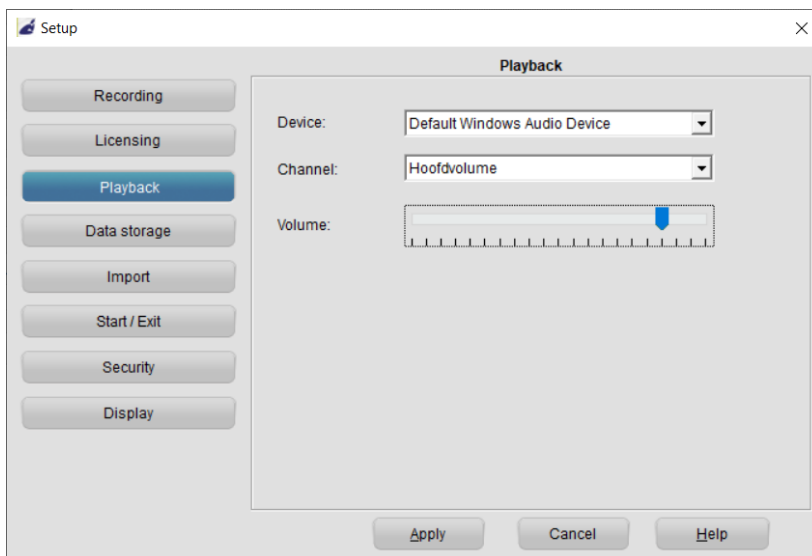 Setup
Recording
Licensing
Playback
Data storage
Import
Start / Exit
Security
Display
Playback
Device:
Default Windows Audio Device
Channel:
Hoofdvolume
Volume:
Apply
Cancel
Help